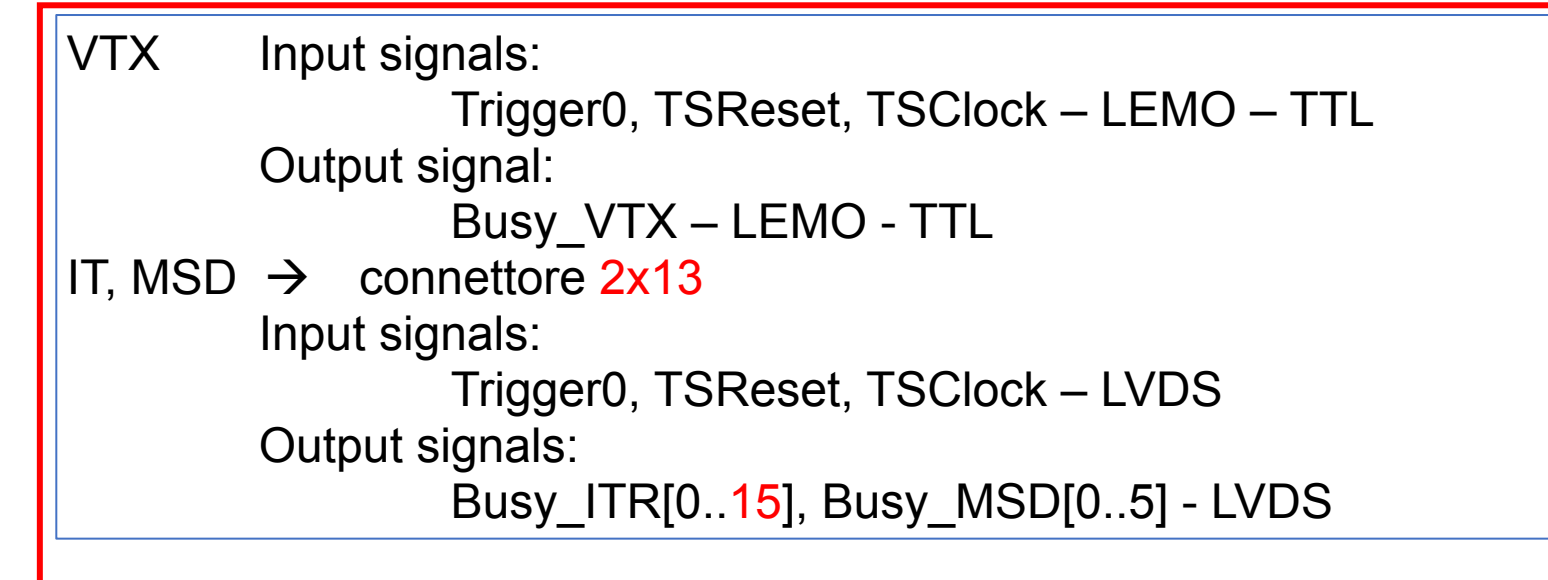 VTX Input signals:
Trigger0, TSReset, TSClock – LEMO – TTL
Output signal:
Busy_VTX – LEMO - TTL
IT, MSD → connettore 2x13
Input signals:
Trigger0, TSReset, TSClock – LVDS
Output signals:
Busy_ITR[0..15], Busy_MSD[0..5] - LVDS